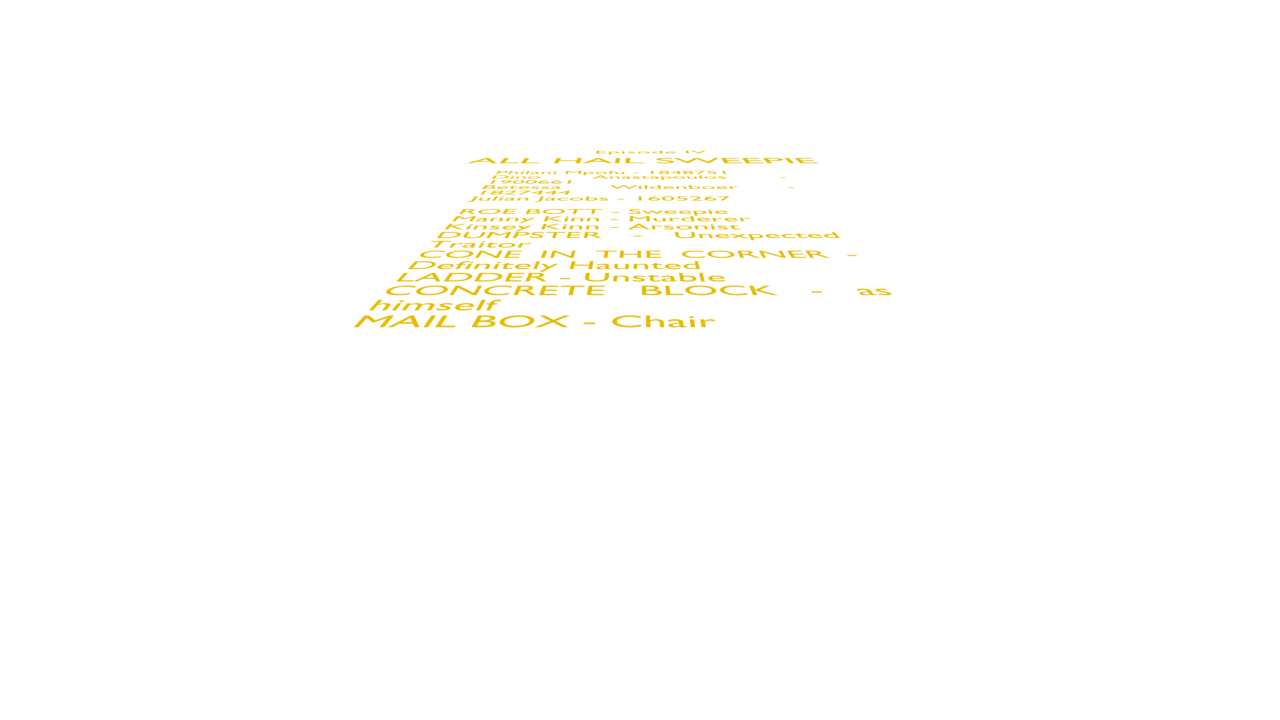 Episode IV
ALL HAIL SWEEPIE
Philani Mpofu - 1848751
Dino Anastapoulos -
1900661
Betessa Wildenboer -
1827444
Julian Jacobs - 1605267
ROE BOTT - Sweepie
Manny Kinn - Murderer
Kinsey Kinn - Arsonist
DUMPSTER - Unexpected
Traitor
CONE IN THE CORNER -
Definitely Haunted
LADDER - Unstable
CONCRETE BLOCK - as
himself
MAIL BOX - Chair